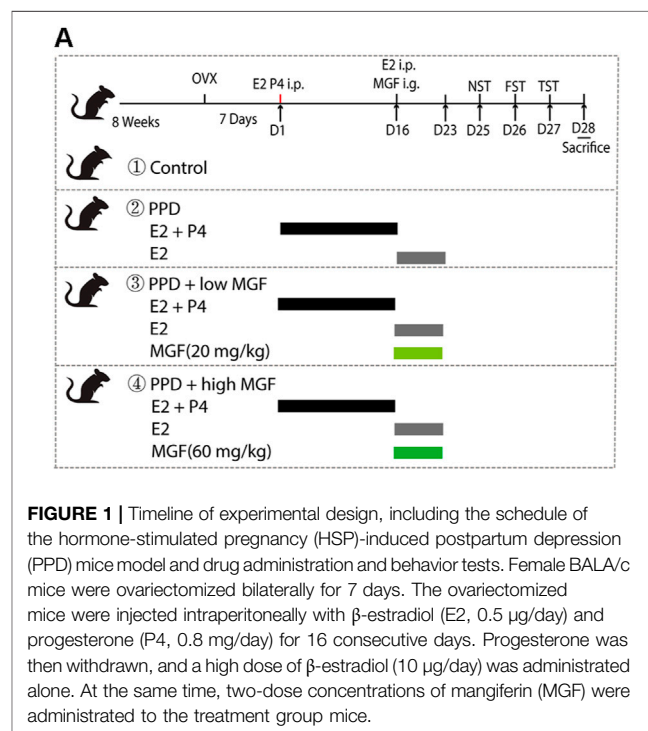 A
E2 i.p.
OVX E2 P4 i.p. MGF i.g. NST FST TST
8 Weeks 7 Days D1 D16 D23 D25 D26 D27 D28
Sacrifice
① Control
② PPD
E2 + P4
E2
③ PPD + low MGF
E2 + P4
E2
MGF(20 mg/kg)
④ PPD + high MGF
E2 + P4
E2
MGF(60 mg/kg)
FIGURE 1 | Timeline of experimental design, including the schedule of
the hormone-stimulated pregnancy (HSP)-induced postpartum depression
(PPD) mice model and drug administration and behavior tests. Female BALA/c
mice were ovariectomized bilaterally for 7 days. The ovariectomized
mice were injected intraperitoneally with β-estradiol (E2, 0.5 μg/day) and
progesterone (P4, 0.8 mg/day) for 16 consecutive days. Progesterone was
then withdrawn, and a high dose of β-estradiol (10 μg/day) was administrated
alone. At the same time, two-dose concentrations of mangiferin (MGF) were
administrated to the treatment group mice.